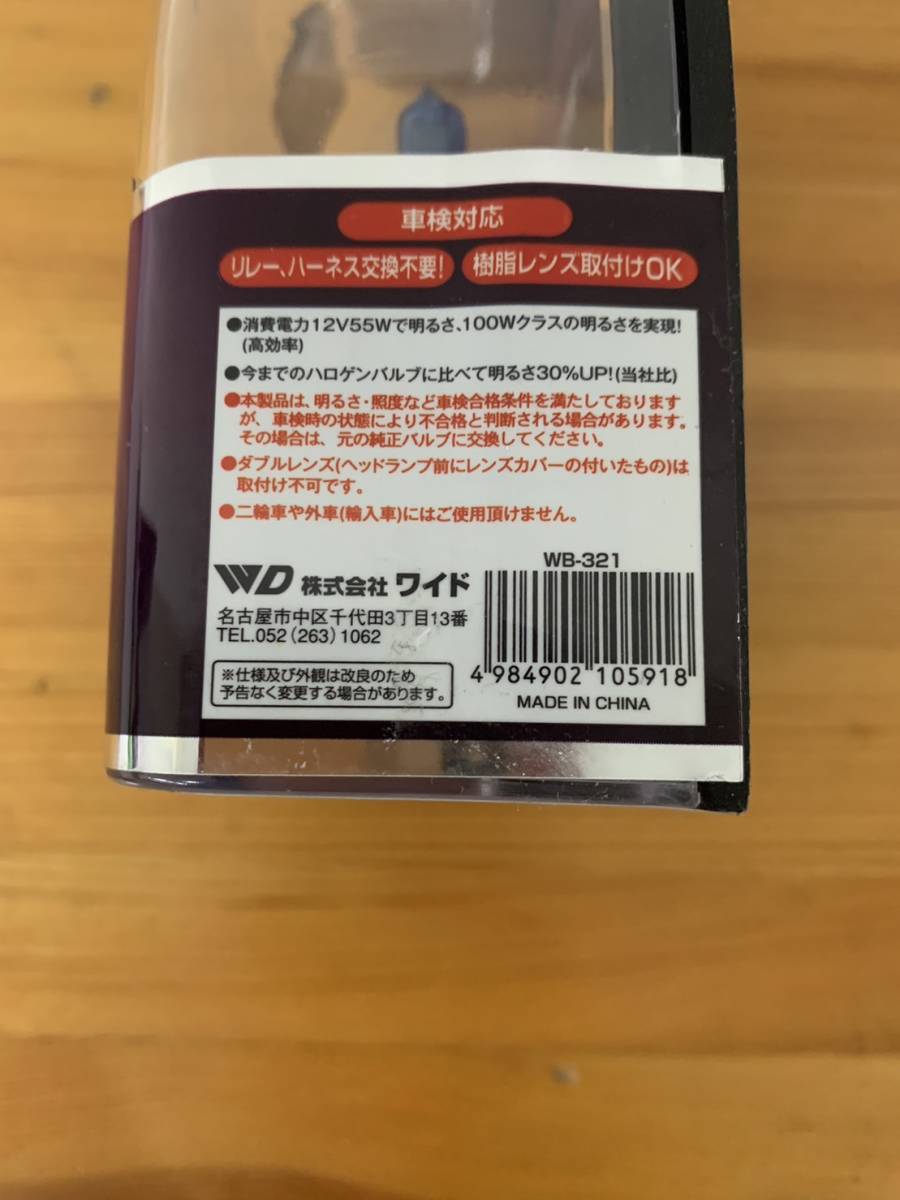 車検対応
リレー、ハーネス交換不要!
樹脂レンズ取付けOK
●消費電力12V55Wで明るさ、100Wクラスの明るさを実現!
(高効率)
●今までのハロゲンバルブに比べて明るさ30%UP!(当社比)
●本製品は、明るさ・照度など車検合格条件を満たしております
が、車検時の状態により不合格と判断される場合があります。
その場合は、元の純正バルブに交換してください。
●ダブルレンズ(ヘッドランプ前にレンズカバーの付いたもの)は
取付け不可です。
●二輪車や外車(輸入車)にはご使用頂けません。
WD 株式会社 ワイド
名古屋市中区千代田3丁目13番
TEL.052(263)1062
※仕様及び外観は改良のため
予告なく変更する場合があります。
WB-321
4 984902 105918
MADE IN CHINA